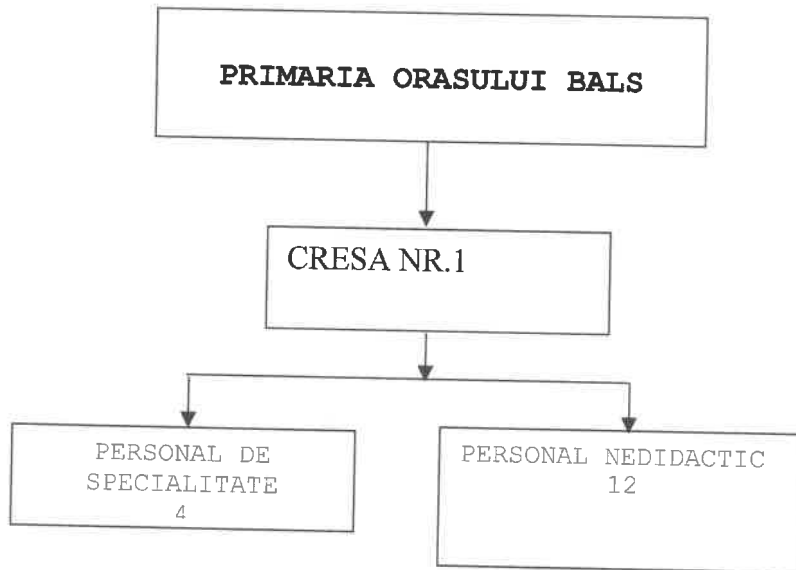 PRIMARIA ORASULUI BALS
CRESA NR.1
PERSONAL DE
SPECIALITATE
4
PERSONAL NEDIDACTIC
12